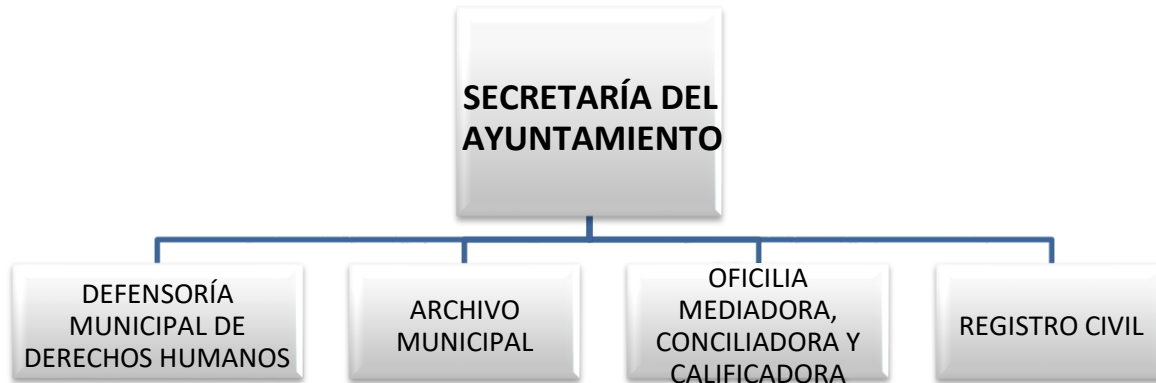 SECRETARÍA DEL
AYUNTAMIENTO
DEFENSORÍA
MUNICIPAL DE
DERECHOS HUMANOS
ARCHIVO
MUNICIPAL
OFICILIA
MEDIADORA,
CONCILIADORA Y
CALIFICADORA
REGISTRO CIVIL